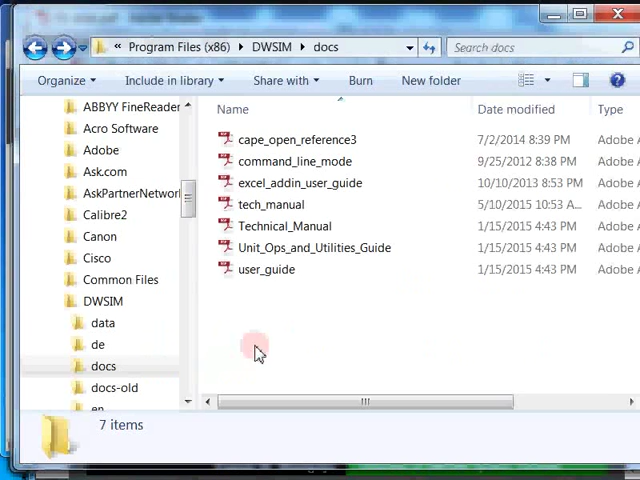 « Program Files (x86) DWSIM docs
Search docs
Organize Include in library Share with Burn New folder
Name Date modified Type
ABBYY FineReader
Acro Software
Adobe
Ask.com
AskPartnerNetwork
Calibre2
Canon
Cisco
Common Files
DWSIM
data
de
docs
docs-old
en
cape_open_reference3 7/2/2014 8:39 PM Adobe A
command_line_mode 9/25/2012 8:38 PM Adobe A
excel_addin_user_guide 10/10/2013 8:53 PM Adobe A
tech_manual 5/10/2015 10:53 A... Adobe A
Technical_Manual 1/15/2015 4:43 PM Adobe A
Unit_Ops_and_Utilities_Guide 1/15/2015 4:43 PM Adobe A
user_guide 1/15/2015 4:43 PM Adobe A
7 items